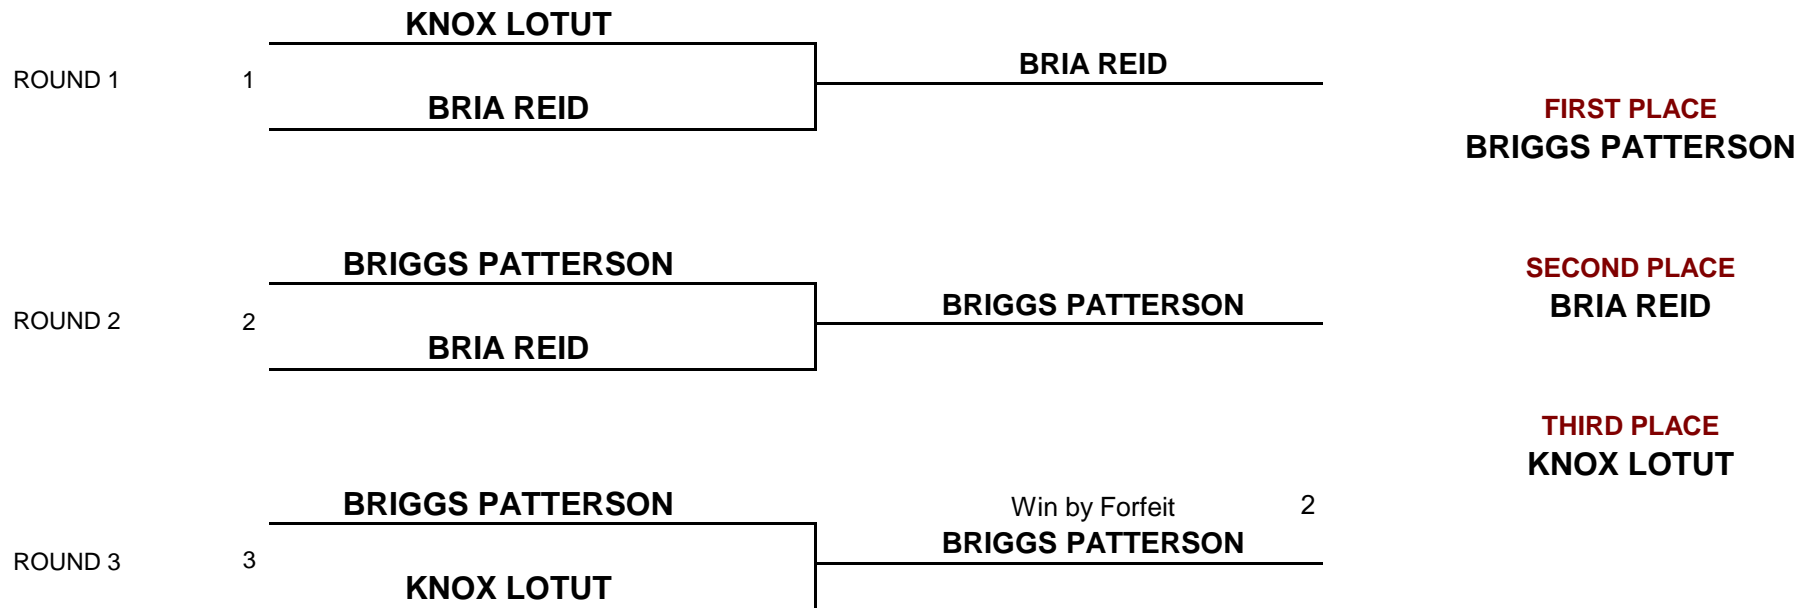 KNOX LOTUT
ROUND 1 1 BRIA REID
BRIA REID
FIRST PLACE
BRIGGS PATTERSON
BRIGGS PATTERSON
SECOND PLACE
ROUND 2 2 BRIGGS PATTERSON BRIA REID
BRIA REID
THIRD PLACE
KNOX LOTUT
BRIGGS PATTERSON Win by Forfeit 2
BRIGGS PATTERSON
ROUND 3 3
KNOX LOTUT